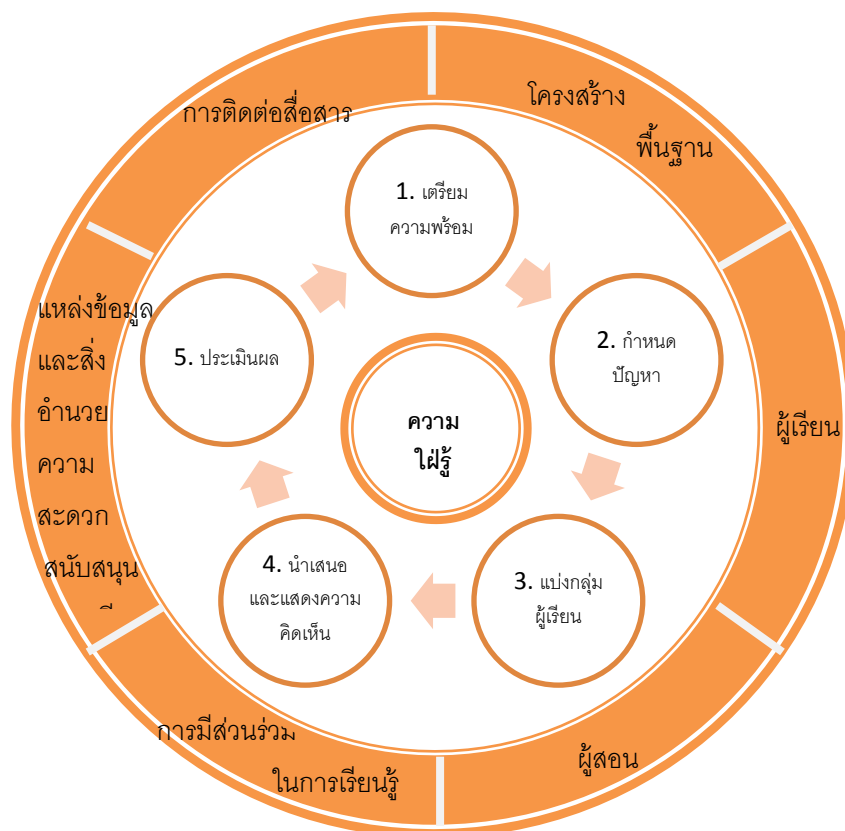 การติดต่อสื่อสาร
โครงสร้าง
พื้นฐาน
ผู้เรียน
ผู้สอน
การมีส่วนร่วม
ในการเรียนรู้
แหล่งข้อมูล
และสิ่ง
อำนวย
ความ
สะดวก
สนับสนุน
1. เตรียม
ความพร้อม
2. กำหนด
ปัญหา
3. แบ่งกลุ่ม
ผู้เรียน
4. นำเสนอ
และแสดงความ
คิดเห็น
5. ประเมินผล
ความ
ใฝ่รู้